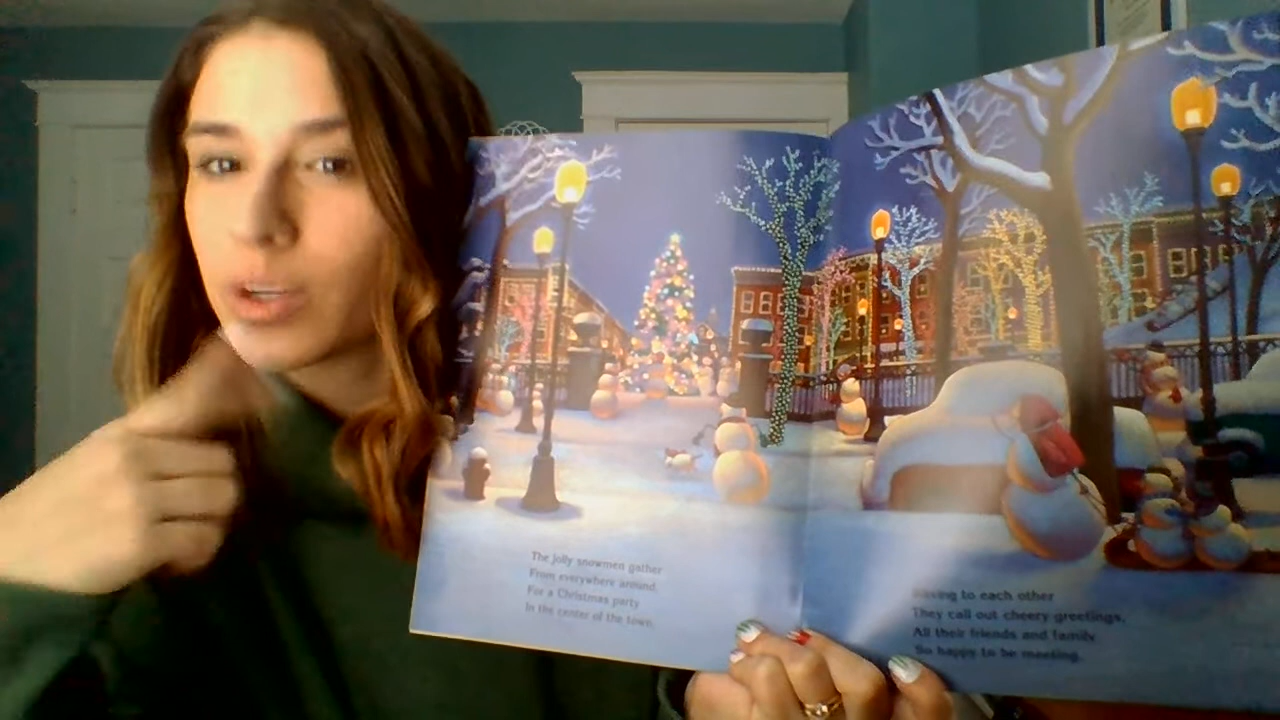 The jolly snowmen gather
From everywhere around,
For a Christmas party
In the center of the town.
Waving to each other
They call out cheery greetings,
All their friends and family
So happy to be meeting.